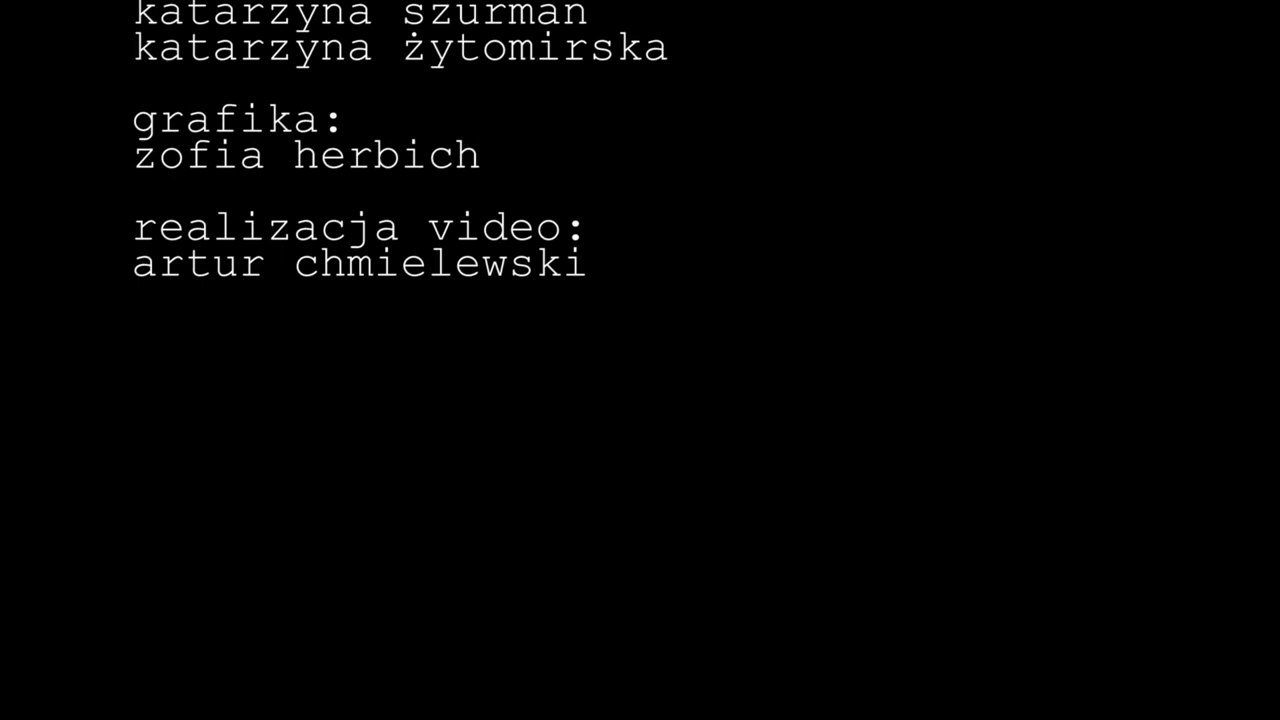 katarzyna szurman
katarzyna żytomirska
grafika:
zofia herbich
realizacja video:
artur chmielewski